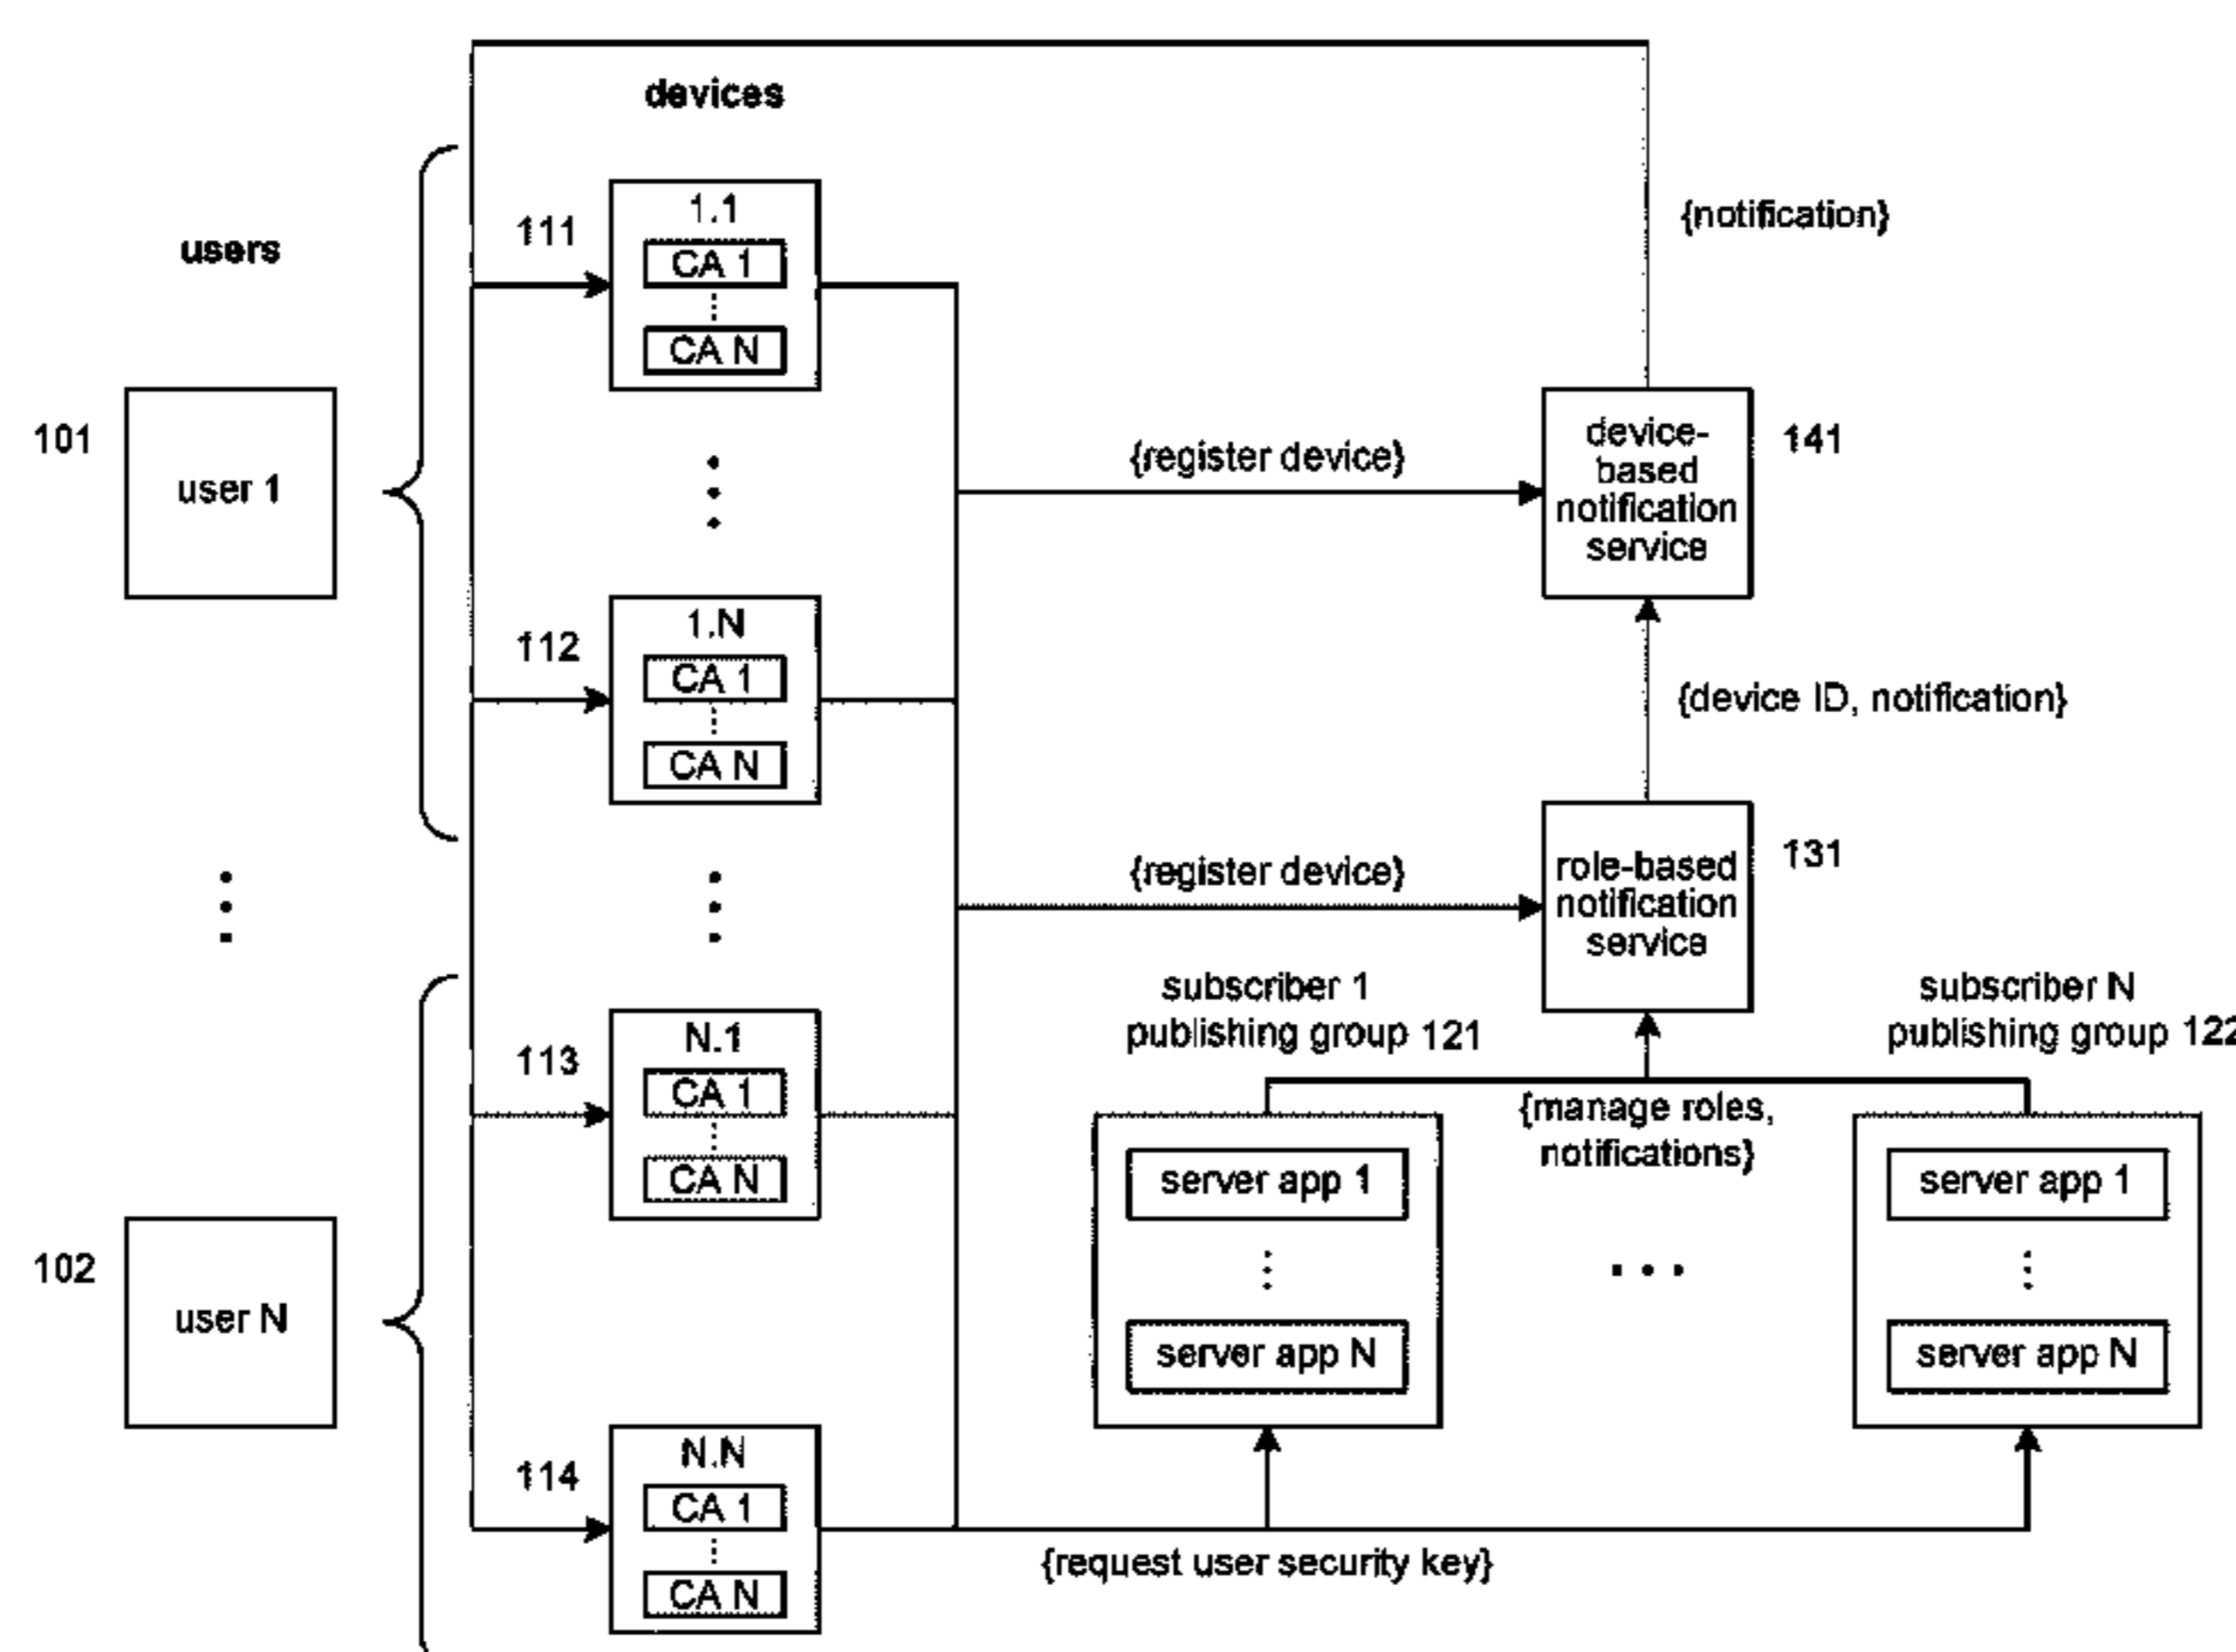 devices
users
{notification}
111
1.1
CA 1
CA N
101
user 1
{register device}
device-
based
notification
service
141
112
1.N
CA 1
CA N
{device ID, notification}
{register device}
role-based
notification
service
131
subscriber 1
publishing group 121
subscriber N
publishing group 122
113
N.1
CA 1
CA N
{manage roles,
notifications}
server app 1
server app N
server app 1
server app N
102
user N
114
N.N
CA 1
CA N
{request user security key}